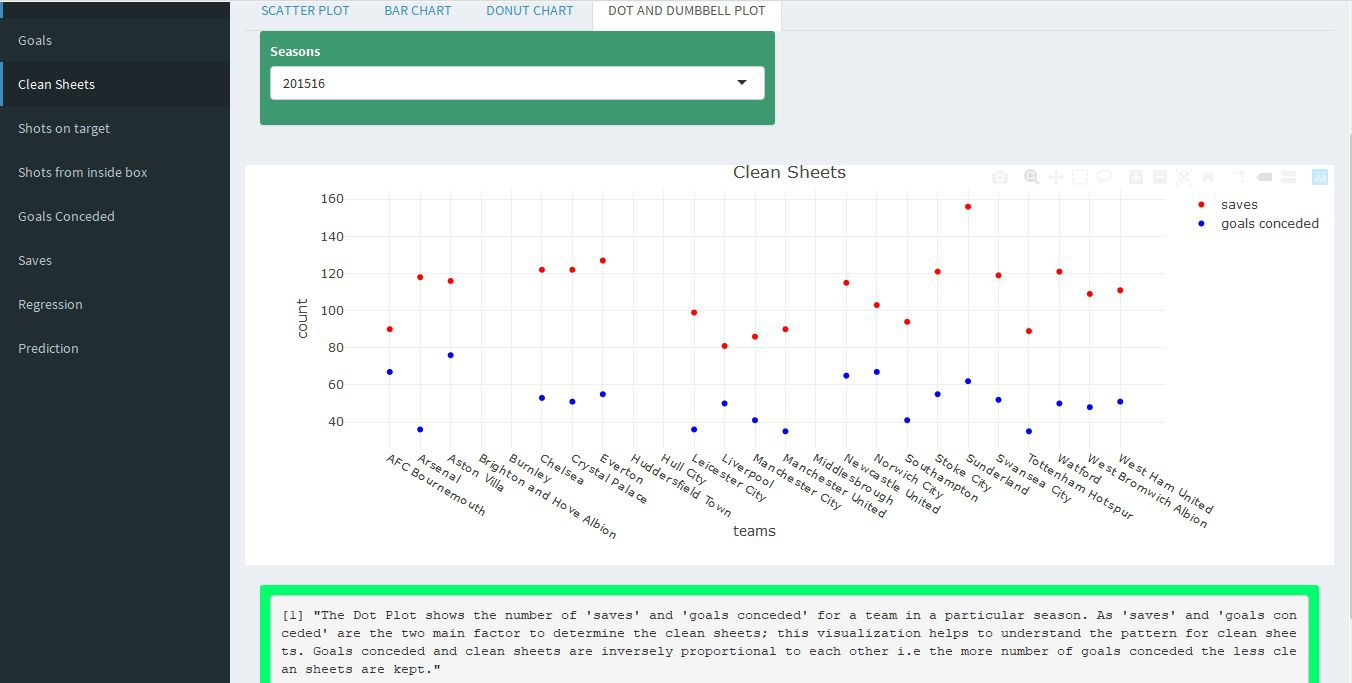 SCATTER PLOT BAR CHART DONUT CHART DOT AND DUMBBELL PLOT
Goals
Clean Sheets
Shots on target
Shots from inside box
Goals Conceded
Saves
Regression
Prediction
Seasons
201516
Clean Sheets
saves
goals conceded
160
140
120
100
80
60
40
count
AFC Bournemouth
Arsenal
Aston Villa
Brighton and Hove Albion
Burnley
Chelsea
Crystal Palace
Everton
Huddersfield Town
Hull City
Leicester City
Liverpool
Manchester City
Manchester United
Middlesbrough
Newcastle United
Norwich City
Southampton
Stoke City
Sunderland
Swansea City
Tottenham Hotspur
Watford
West Bromwich Albion
West Ham United
teams
[1] "The Dot Plot shows the number of 'saves' and 'goals conceded' for a team in a particular season. As 'saves' and 'goals con
ceded' are the two main factor to determine the clean sheets; this visualization helps to understand the pattern for clean shee
ts. Goals conceded and clean sheets are inversely proportional to each other i.e the more number of goals conceded the less cle
an sheets are kept."